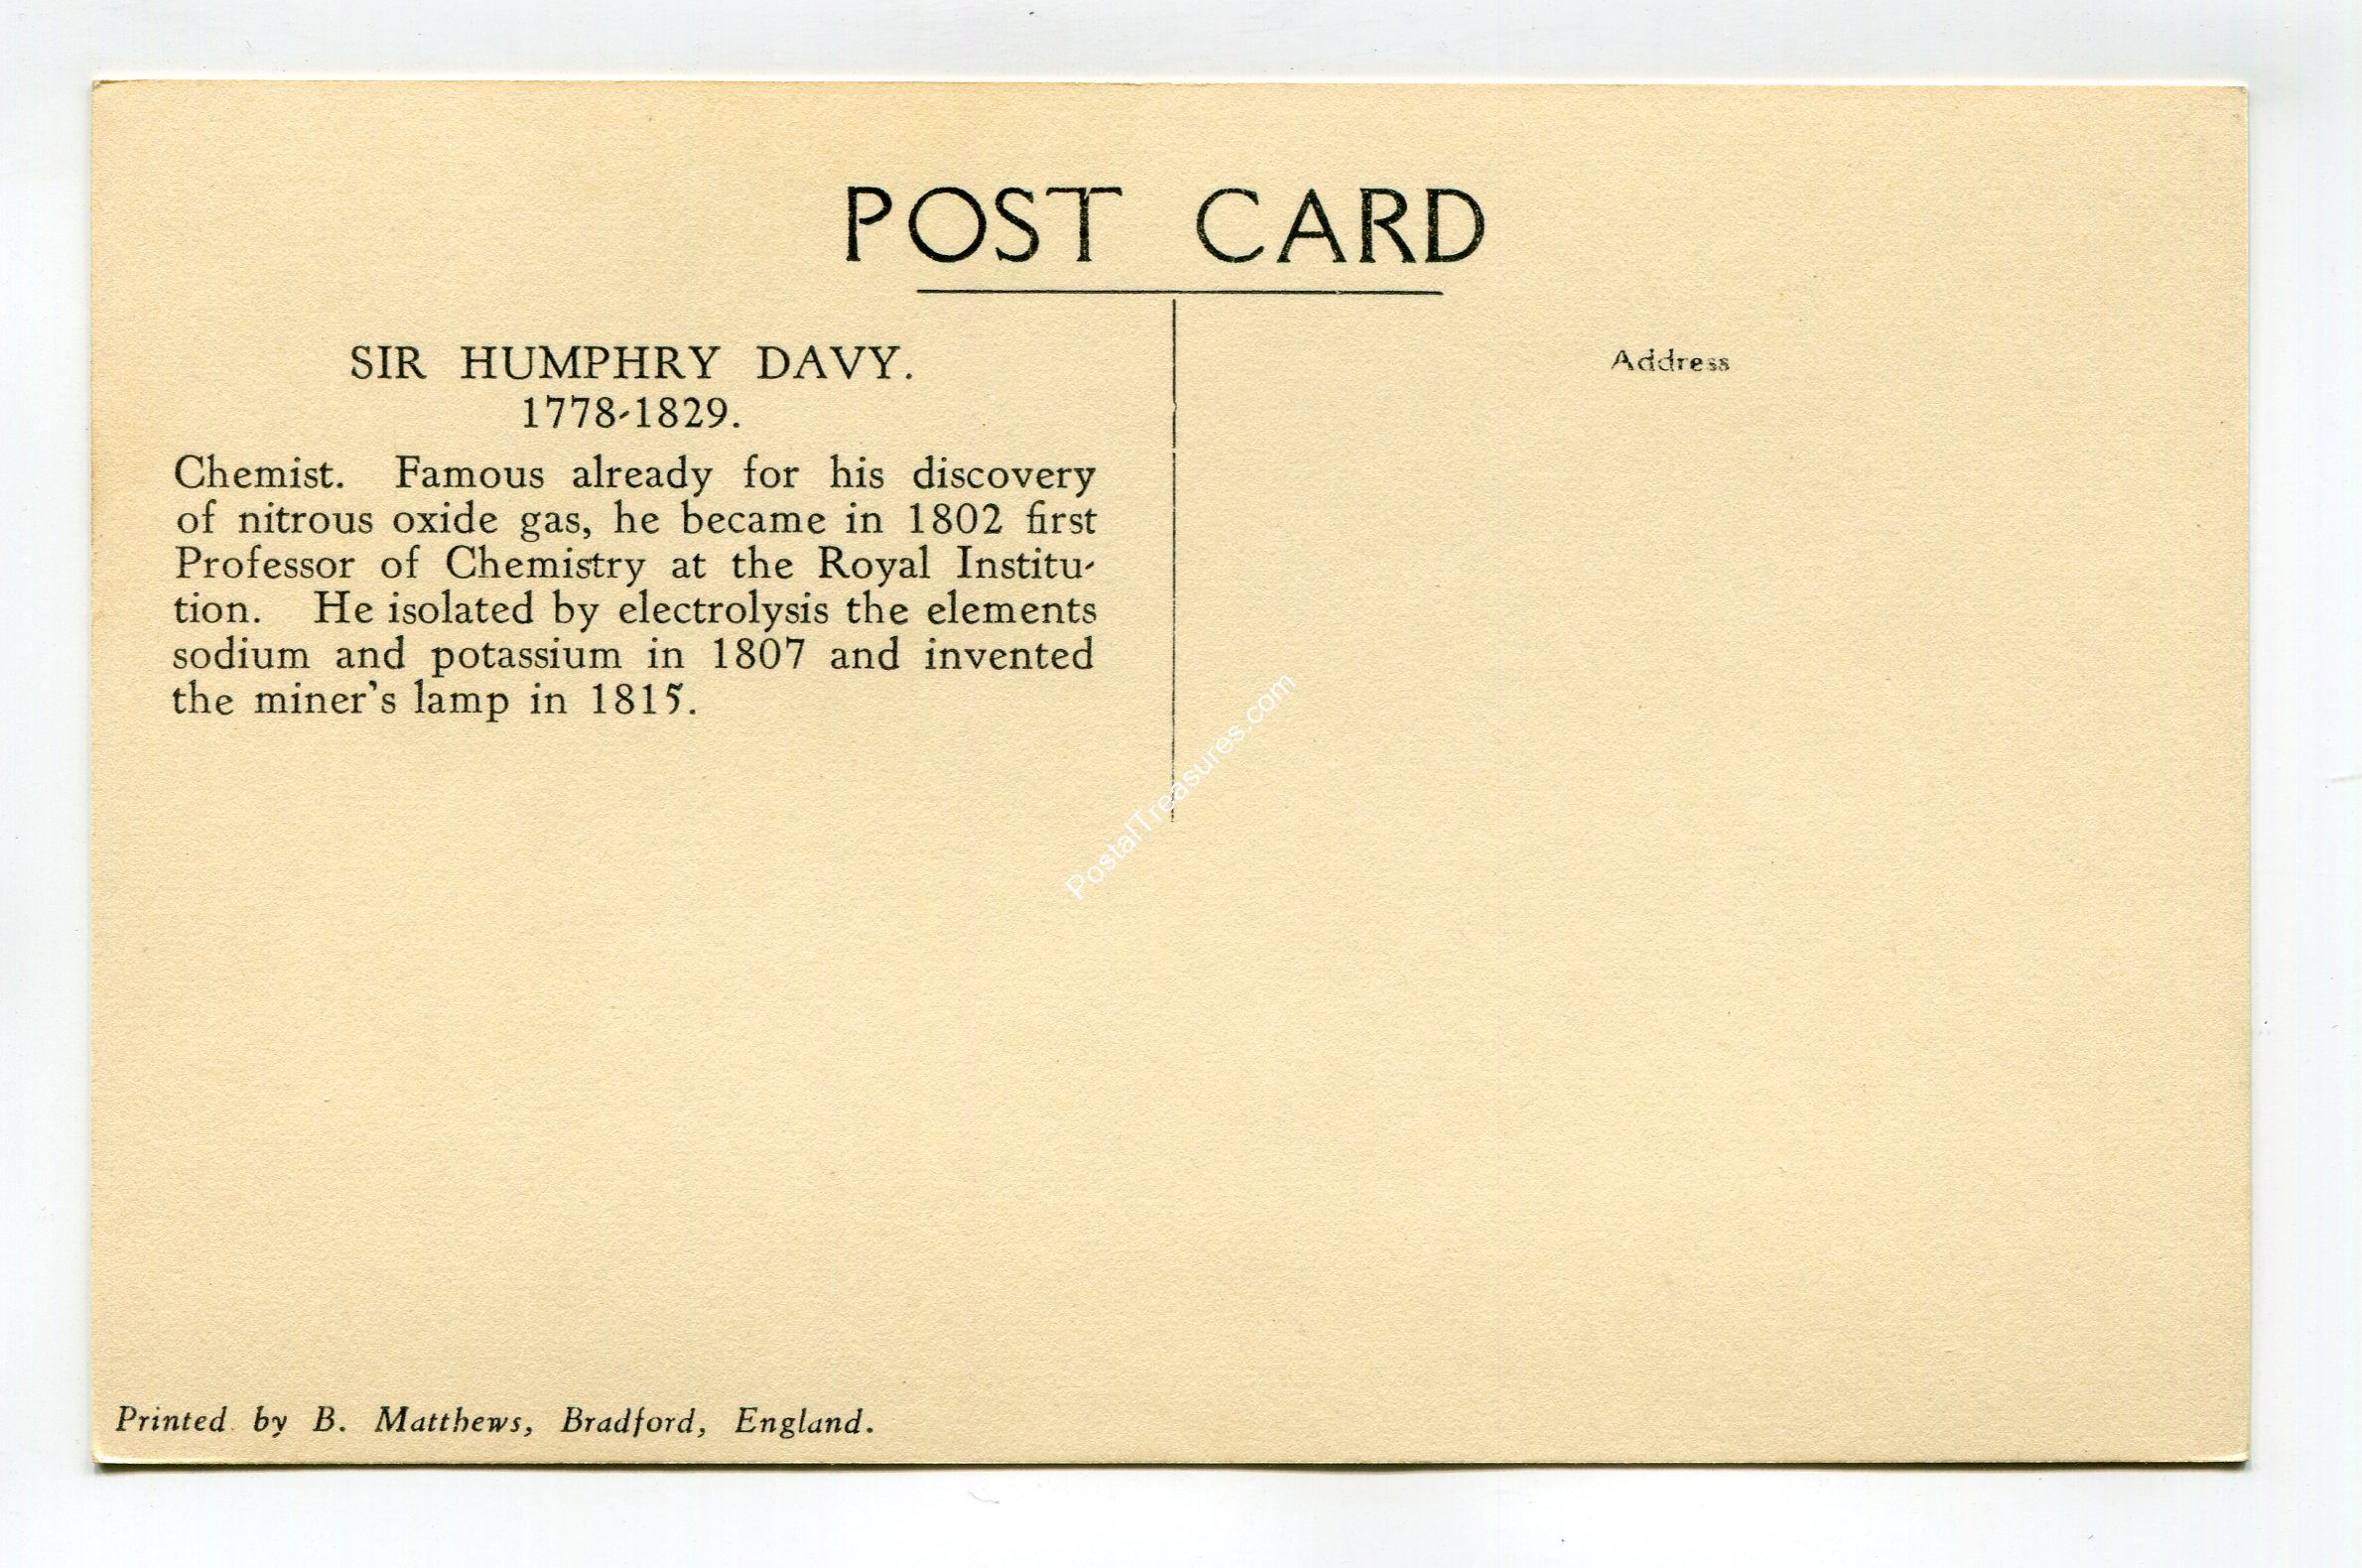 POST CARD
SIR HUMPHRY DAVY.
1778-1829.
Chemist. Famous already for his discovery
of nitrous oxide gas, he became in 1802 first
Professor of Chemistry at the Royal Institu-
tion. He isolated by electrolysis the elements
sodium and potassium in 1807 and invented
the miner's lamp in 1815.
Address
PostalTreasures.com
Printed by B. Matthews, Bradford, England.